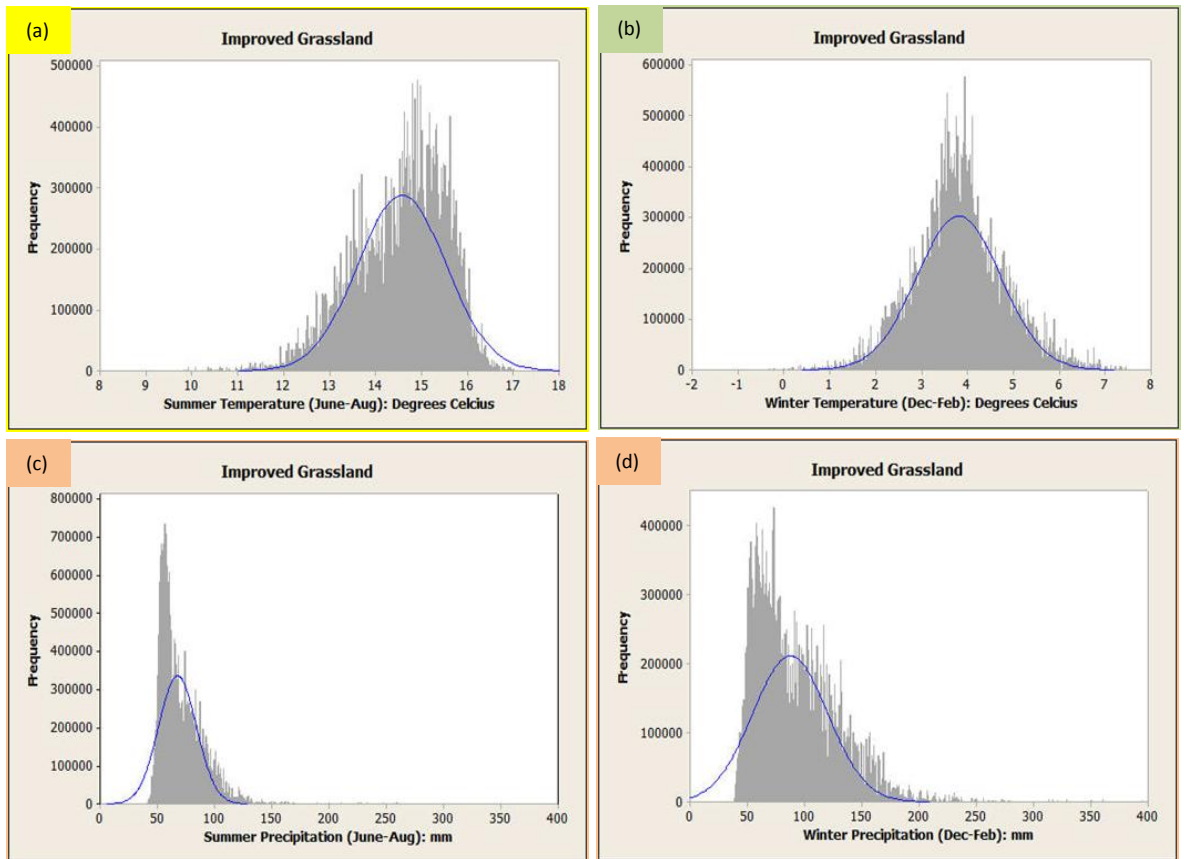 (a)
Improved Grassland
500000
400000
300000
200000
100000
0
Frequency
8 9 10 11 12 13 14 15 16 17 18
Summer Temperature (June-Aug): Degrees Celcius
(b)
Improved Grassland
600000
500000
400000
300000
200000
100000
0
Frequency
-2 -1 0 1 2 3 4 5 6 7 8
Winter Temperature (Dec-Feb): Degrees Celcius
(c)
Improved Grassland
800000
700000
600000
500000
400000
300000
200000
100000
0
Frequency
0 50 100 150 200 250 300 350 400
Summer Precipitation (June-Aug): mm
(d)
Improved Grassland
400000
300000
200000
100000
0
Frequency
0 50 100 150 200 250 300 350 400
Winter Precipitation (Dec-Feb): mm